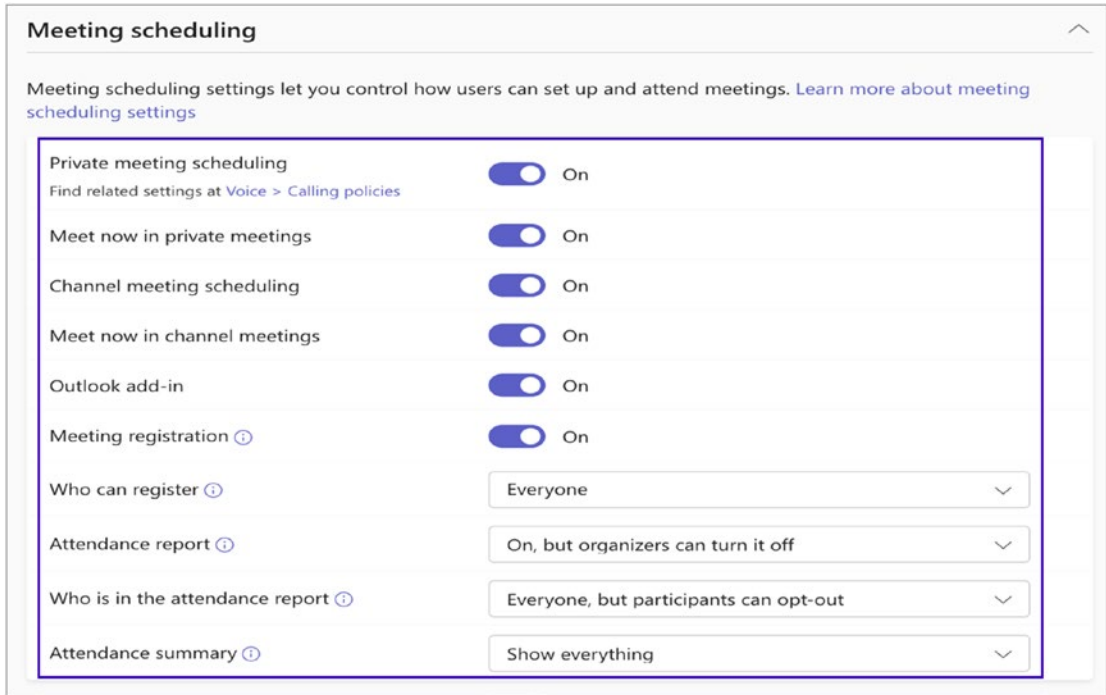 Meeting scheduling
Meeting scheduling settings let you control how users can set up and attend meetings. Learn more about meeting
scheduling settings
Private meeting scheduling
On
Find related settings at Voice > Calling policies
Meet now in private meetings
On
Channel meeting scheduling
On
Meet now in channel meetings
On
Outlook add-in
On
Meeting registration
On
Who can register
Everyone
Attendance report
On, but organizers can turn it off
Who is in the attendance report
Everyone, but participants can opt-out
Attendance summary
Show everything